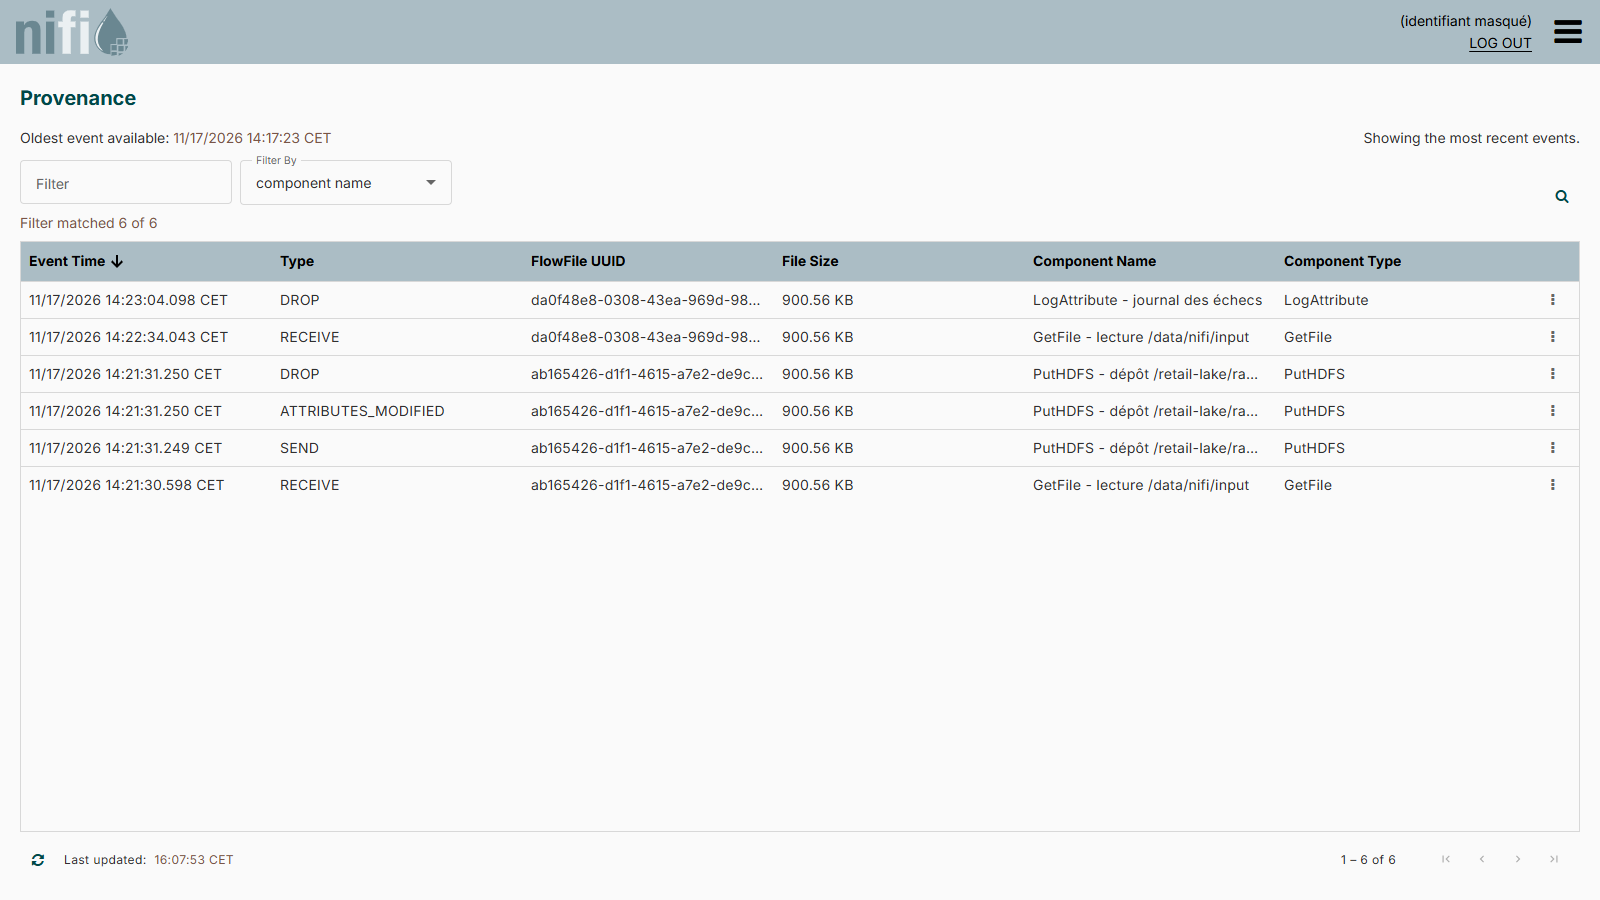 nifi
(identifiant masqué)
LOG OUT
Provenance
Oldest event available: 11/17/2026 14:17:23 CET
Showing the most recent events.
Filter
Filter By
component name
Filter matched 6 of 6
Event Time Type FlowFile UUID File Size Component Name Component Type
11/17/2026 14:23:04.098 CET DROP da0f48e8-0308-43ea-969d-98... 900.56 KB LogAttribute - journal des échecs LogAttribute
11/17/2026 14:22:34.043 CET RECEIVE da0f48e8-0308-43ea-969d-98... 900.56 KB GetFile - lecture /data/nifi/input GetFile
11/17/2026 14:21:31.250 CET DROP ab165426-d1f1-4615-a7e2-de9c... 900.56 KB PutHDFS - dépôt /retail-lake/ra... PutHDFS
11/17/2026 14:21:31.250 CET ATTRIBUTES_MODIFIED ab165426-d1f1-4615-a7e2-de9c... 900.56 KB PutHDFS - dépôt /retail-lake/ra... PutHDFS
11/17/2026 14:21:31.249 CET SEND ab165426-d1f1-4615-a7e2-de9c... 900.56 KB PutHDFS - dépôt /retail-lake/ra... PutHDFS
11/17/2026 14:21:30.598 CET RECEIVE ab165426-d1f1-4615-a7e2-de9c... 900.56 KB GetFile - lecture /data/nifi/input GetFile
Last updated: 16:07:53 CET
1 – 6 of 6